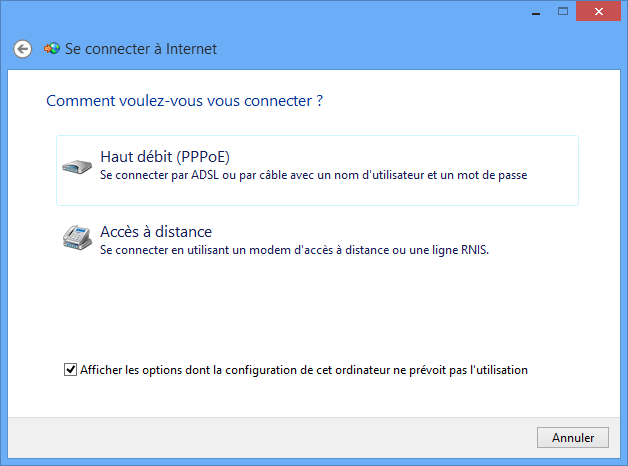 Se connecter à Internet
Comment voulez-vous vous connecter ?
Haut débit (PPPoE)
Se connecter par ADSL ou par câble avec un nom d'utilisateur et un mot de passe
Accès à distance
Se connecter en utilisant un modem d'accès à distance ou une ligne RNIS.
Afficher les options dont la configuration de cet ordinateur ne prévoit pas l'utilisation
Annuler